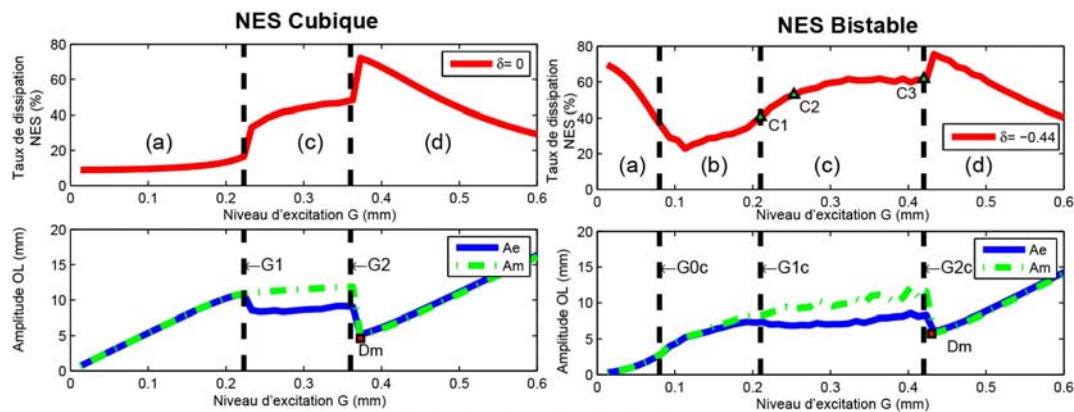 NES Cubique
Taux de dissipation
NES (%)
80
60
40
20
0
δ= 0
(a)
(c)
(d)
0
0.1
0.2
0.3
0.4
0.5
0.6
Niveau d'excitation G (mm)
Amplitude OL (mm)
20
15
10
5
0
Ae
Am
←G1
←G2
Dm
0
0.1
0.2
0.3
0.4
0.5
0.6
Niveau d'excitation G (mm)
NES Bistable
Taux de dissipation
NES (%)
80
60
40
20
0
C1
C2
C3
δ= −0.44
(a)
(b)
(c)
(d)
0
0.1
0.2
0.3
0.4
0.5
0.6
Niveau d'excitation G (mm)
Amplitude OL (mm)
20
15
10
5
0
Ae
Am
←G0c
←G1c
←G2c
Dm
0
0.1
0.2
0.3
0.4
0.5
0.6
Niveau d'excitation G (mm)